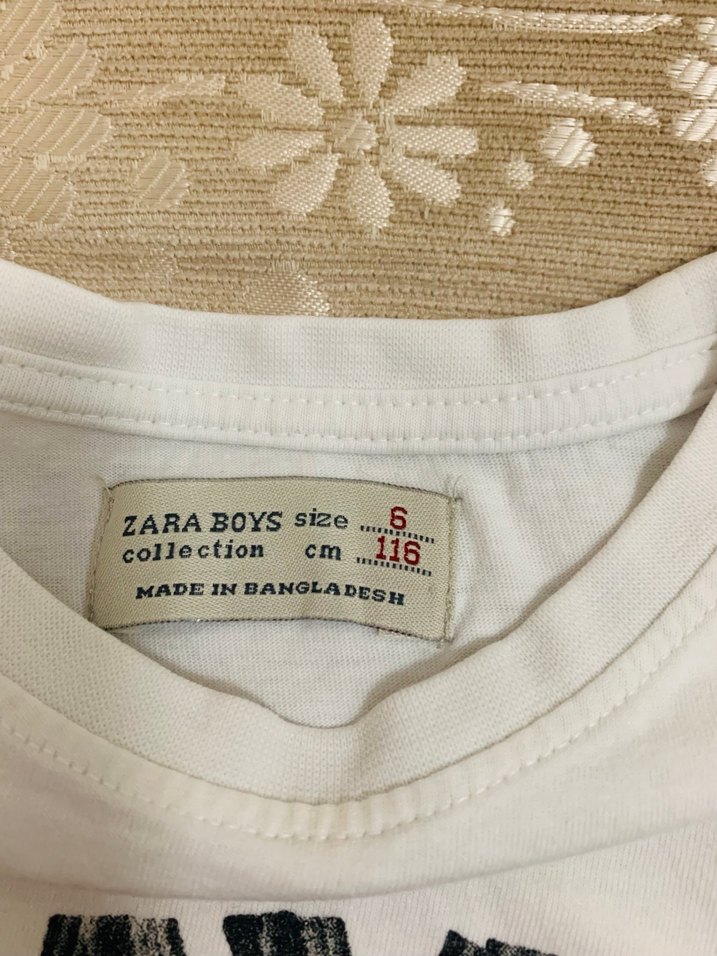 ZARA BOYS size 6
collection cm 116
MADE IN BANGLADESH